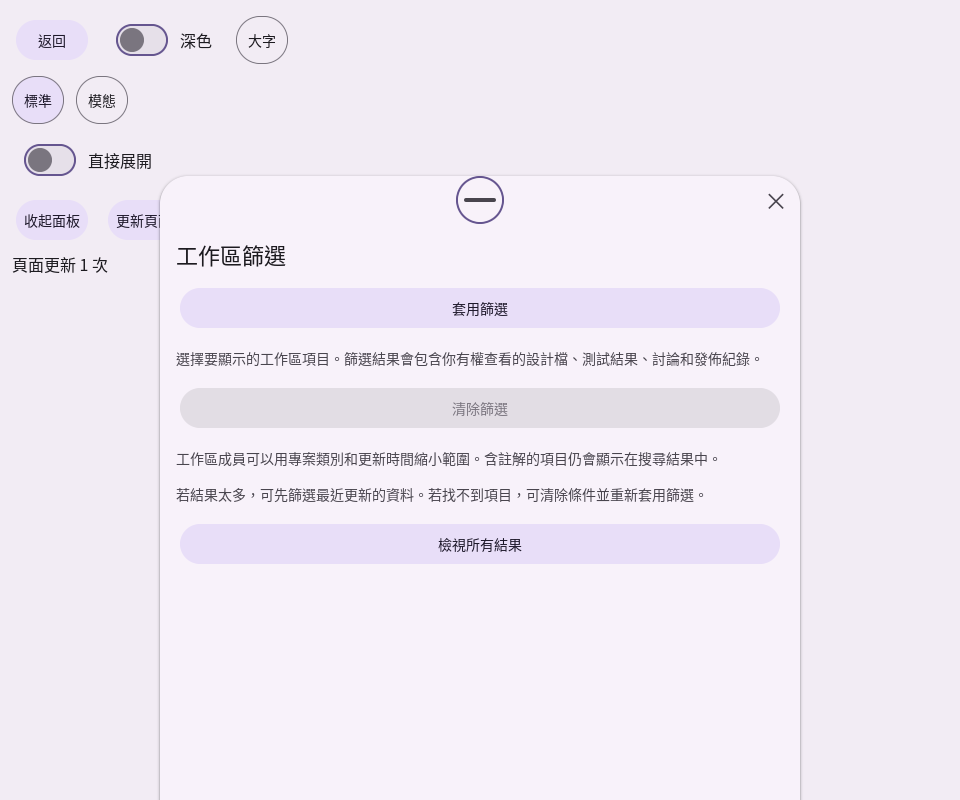 返回
深色
大字
標準
模態
直接展開
收起面板
更新頁
頁面更新 1 次
工作區篩選
套用篩選
選擇要顯示的工作區項目。篩選結果會包含你有權查看的設計檔、測試結果、討論和發佈紀錄。
清除篩選
工作區成員可以用專案類別和更新時間縮小範圍。含註解的項目仍會顯示在搜尋結果中。
若結果太多，可先篩選最近更新的資料。若找不到項目，可清除條件並重新套用篩選。
檢視所有結果